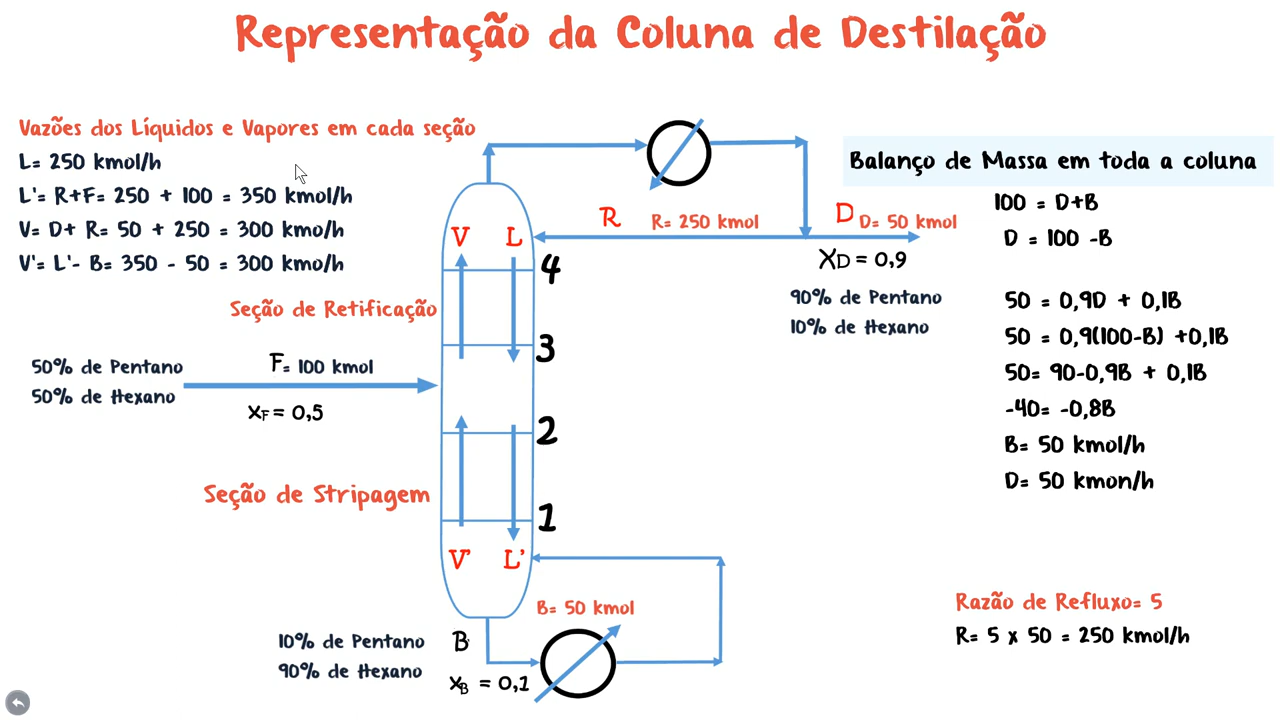 Representação da Coluna de Destilação
Vazões dos Líquidos e Vapores em cada seção
L= 250 kmol/h
L'= R+F= 250 + 100 = 350 kmol/h
V= D+ R= 50 + 250 = 300 kmo/h
V'= L'- B= 350 - 50 = 300 kmo/h
Seção de Retificação
50% de Pentano
50% de Hexano
F= 100 kmol
XF = 0,5
Seção de Stripagem
V L
4
3
2
1
V' L'
R R= 250 kmol
D D= 50 kmol
XD = 0,9
90% de Pentano
10% de Hexano
B= 50 kmol
10% de Pentano
90% de Hexano
B
XB = 0,1
Balanço de Massa em toda a coluna
100 = D+B
D = 100 -B
50 = 0,9D + 0,1B
50 = 0,9(100-B) +0,1B
50= 90-0,9B + 0,1B
-40= -0,8B
B= 50 kmol/h
D= 50 kmon/h
Razão de Refluxo= 5
R= 5 x 50 = 250 kmol/h